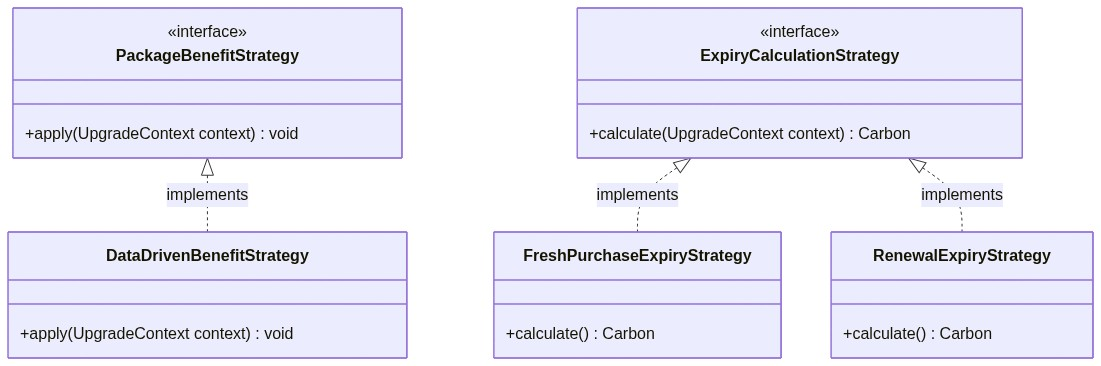 «interface»
PackageBenefitStrategy
+apply(UpgradeContext context) : void
implements
DataDrivenBenefitStrategy
+apply(UpgradeContext context) : void
«interface»
ExpiryCalculationStrategy
+calculate(UpgradeContext context) : Carbon
implements
implements
FreshPurchaseExpiryStrategy
+calculate() : Carbon
RenewalExpiryStrategy
+calculate() : Carbon